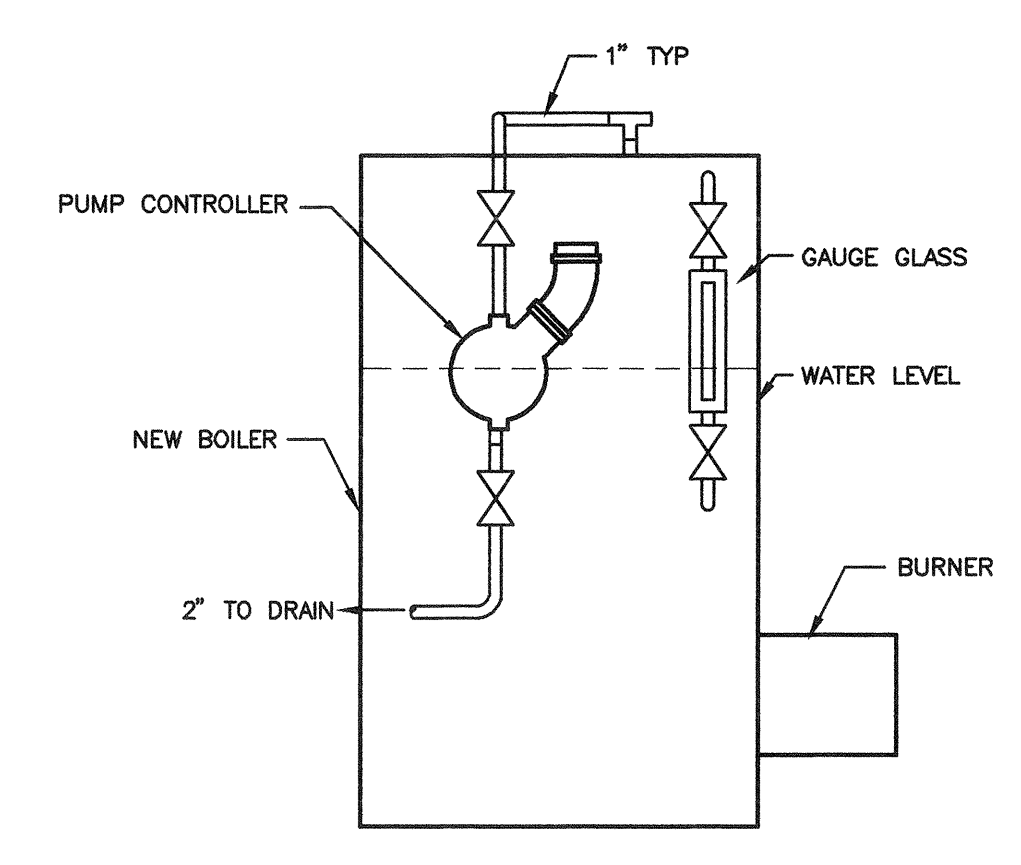 1" TYP
PUMP CONTROLLER
GAUGE GLASS
WATER LEVEL
NEW BOILER
BURNER
2" TO DRAIN